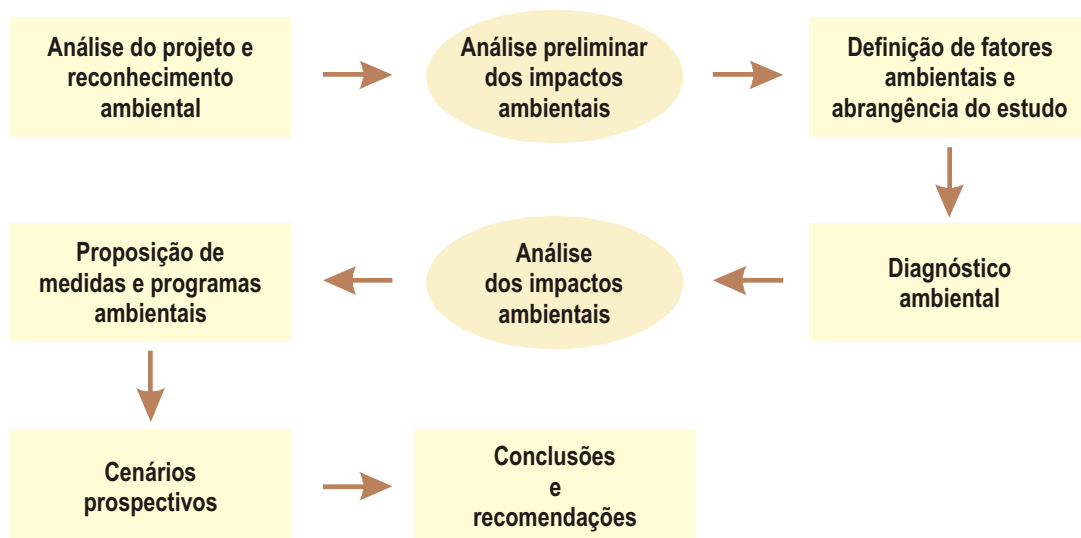 Análise do projeto e
reconhecimento
ambiental
Análise preliminar
dos impactos
ambientais
Definição de fatores
ambientais e
abrangência do estudo
Diagnóstico
ambiental
Análise
dos impactos
ambientais
Proposição de
medidas e programas
ambientais
Cenários
prospectivos
Conclusões
e
recomendações